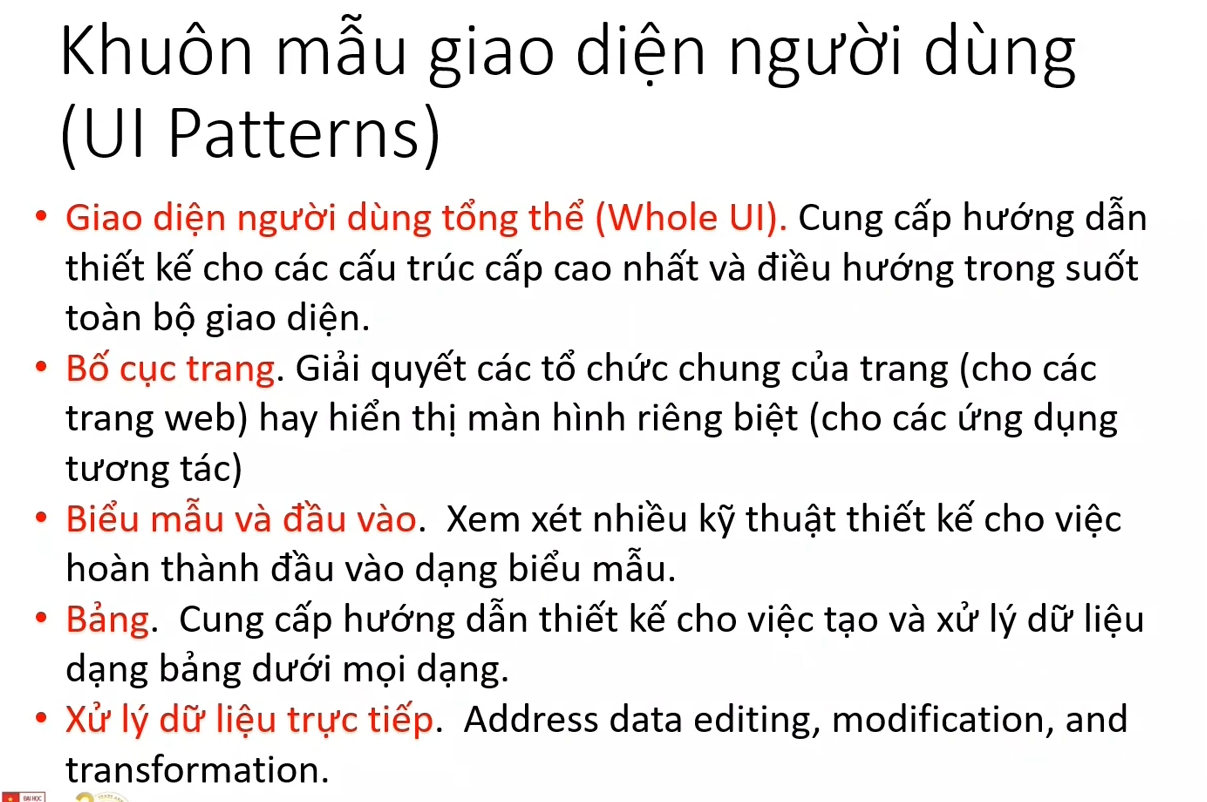 Khuôn mẫu giao diện người dùng
(UI Patterns)
• Giao diện người dùng tổng thể (Whole UI). Cung cấp hướng dẫn
thiết kế cho các cấu trúc cấp cao nhất và điều hướng trong suốt
toàn bộ giao diện.
• Bố cục trang. Giải quyết các tổ chức chung của trang (cho các
trang web) hay hiển thị màn hình riêng biệt (cho các ứng dụng
tương tác)
• Biểu mẫu và đầu vào.  Xem xét nhiều kỹ thuật thiết kế cho việc
hoàn thành đầu vào dạng biểu mẫu.
• Bảng.  Cung cấp hướng dẫn thiết kế cho việc tạo và xử lý dữ liệu
dạng bảng dưới mọi dạng.
• Xử lý dữ liệu trực tiếp.  Address data editing, modification, and
transformation.
ĐẠI HỌC